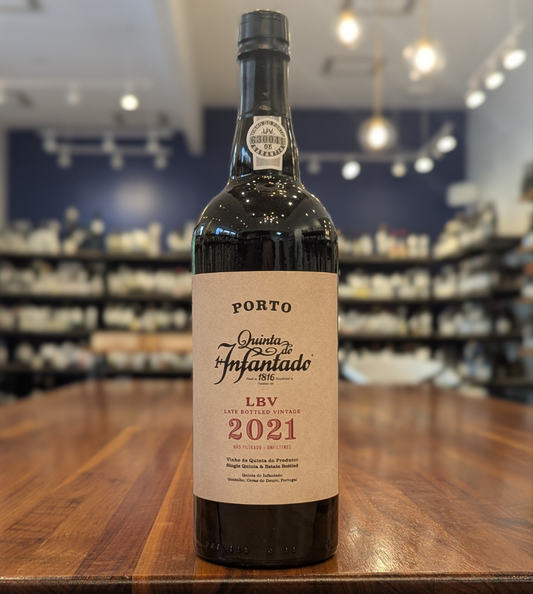 63004
PORTO
Quinta
do
Infantado
1816
LBV
LATE BOTTLED VINTAGE
2021
NÃO FILTRADO · UNFILTERED
Vinho de Quinta do Produtor
Single Quinta & Estate Bottled
Quinta do Infantado
Covas do Douro, Portugal